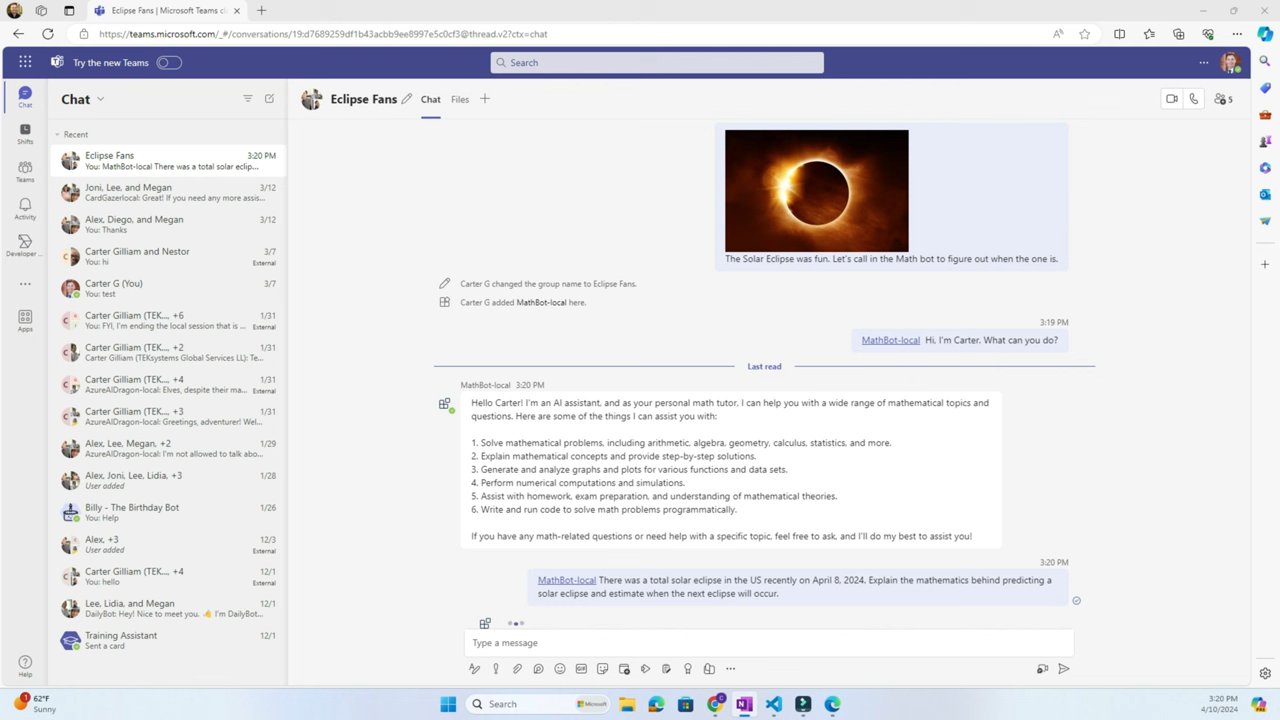 Eclipse Fans | Microsoft Teams c
https://teams.microsoft.com/_#/conversations/19:d7689259df1b43acbb9ee8997e5c0cf3@thread.v2?ctx=chat
Try the new Teams
Search
Chat
Shifts
Teams
Activity
Developer ...
Apps
Help
Chat
Recent
Eclipse Fans 3:20 PM
You: MathBot-local There was a total solar eclip...
Joni, Lee, and Megan 3/12
CardGazerlocal: Great! If you need any more assis...
Alex, Diego, and Megan 3/12
You: Thanks
Carter Gilliam and Nestor 3/7
You: hi External
Carter G (You) 3/7
You: test
Carter Gilliam (TEK..., +6 1/31
You: FYI, I'm ending the local session that is ... External
Carter Gilliam (TEK..., +2 1/31
Carter Gilliam (TEKsystems Global Services LL): Te...
Carter Gilliam (TEK..., +4 1/31
AzureAIDragon-local: Elves, despite their ma... External
Carter Gilliam (TEK..., +3 1/31
AzureAIDragon-local: Greetings, adventurer! Wel... External
Alex, Lee, Megan, +2 1/29
AzureAIDragon-local: I'm not allowed to talk abo...
Alex, Joni, Lee, Lidia, +3 1/28
User added
Billy - The Birthday Bot 1/26
You: Help
Alex, +3 12/3
User added External
Carter Gilliam (TEK..., +4 12/1
You: hello External
Lee, Lidia, and Megan 12/1
DailyBot: Hey! Nice to meet you. 👋 I'm DailyBot...
Training Assistant 12/1
Sent a card
Eclipse Fans Chat Files 5
The Solar Eclipse was fun. Let's call in the Math bot to figure out when the one is.
Carter G changed the group name to Eclipse Fans.
Carter G added MathBot-local here.
3:19 PM
MathBot-local Hi, I'm Carter. What can you do?
Last read
MathBot-local 3:20 PM
Hello Carter! I'm an AI assistant, and as your personal math tutor, I can help you with a wide range of mathematical topics and
questions. Here are some of the things I can assist you with:
1. Solve mathematical problems, including arithmetic, algebra, geometry, calculus, statistics, and more.
2. Explain mathematical concepts and provide step-by-step solutions.
3. Generate and analyze graphs and plots for various functions and data sets.
4. Perform numerical computations and simulations.
5. Assist with homework, exam preparation, and understanding of mathematical theories.
6. Write and run code to solve math problems programmatically.
If you have any math-related questions or need help with a specific topic, feel free to ask, and I'll do my best to assist you!
3:20 PM
MathBot-local There was a total solar eclipse in the US recently on April 8, 2024. Explain the mathematics behind predicting a
solar eclipse and estimate when the next eclipse will occur.
Type a message
GIF
1
62°F
Sunny
Search
Microsoft
3:20 PM
4/10/2024